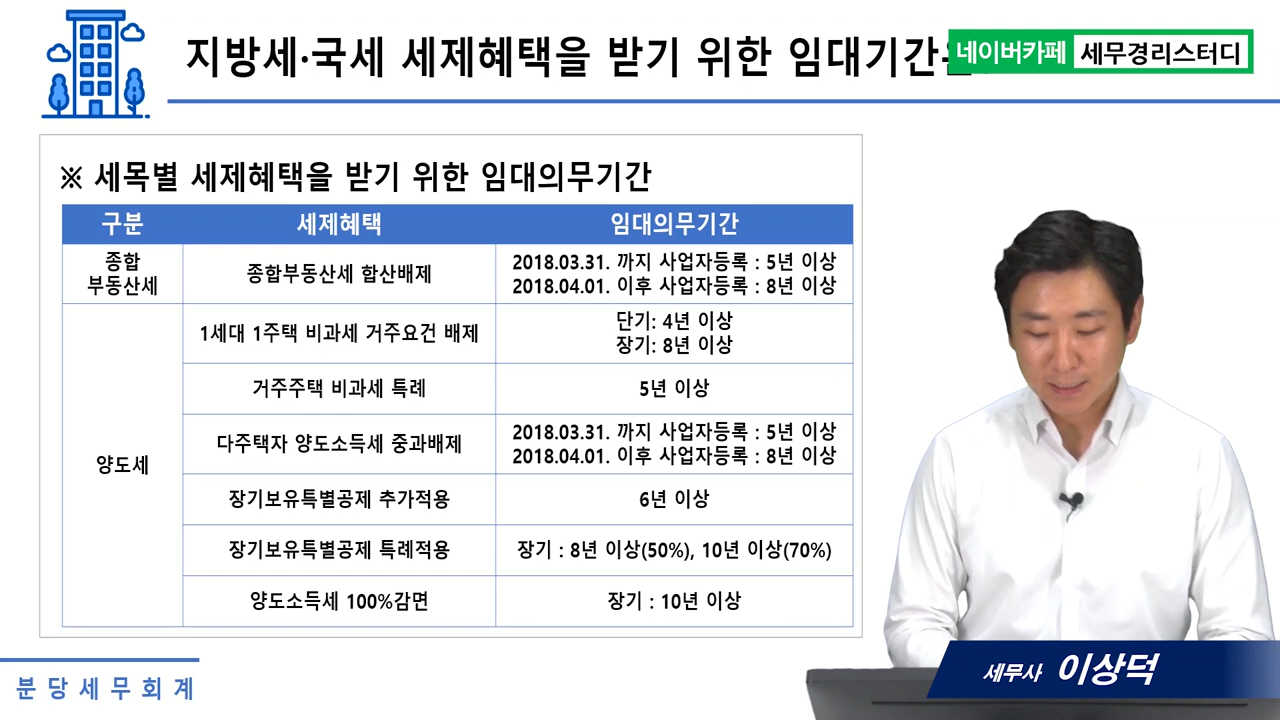 지방세·국세 세제혜택을 받기 위한 임대기간은
네이버카페 세무경리스터디
※ 세목별 세제혜택을 받기 위한 임대의무기간
구분 세제혜택 임대의무기간
종합
부동산세
종합부동산세 합산배제
2018.03.31. 까지 사업자등록 : 5년 이상
2018.04.01. 이후 사업자등록 : 8년 이상
양도세
1세대 1주택 비과세 거주요건 배제
단기: 4년 이상
장기: 8년 이상
거주주택 비과세 특례 5년 이상
다주택자 양도소득세 중과배제
2018.03.31. 까지 사업자등록 : 5년 이상
2018.04.01. 이후 사업자등록 : 8년 이상
장기보유특별공제 추가적용 6년 이상
장기보유특별공제 특례적용 장기 : 8년 이상(50%), 10년 이상(70%)
양도소득세 100%감면 장기 : 10년 이상
분당세무회계
세무사 이상덕